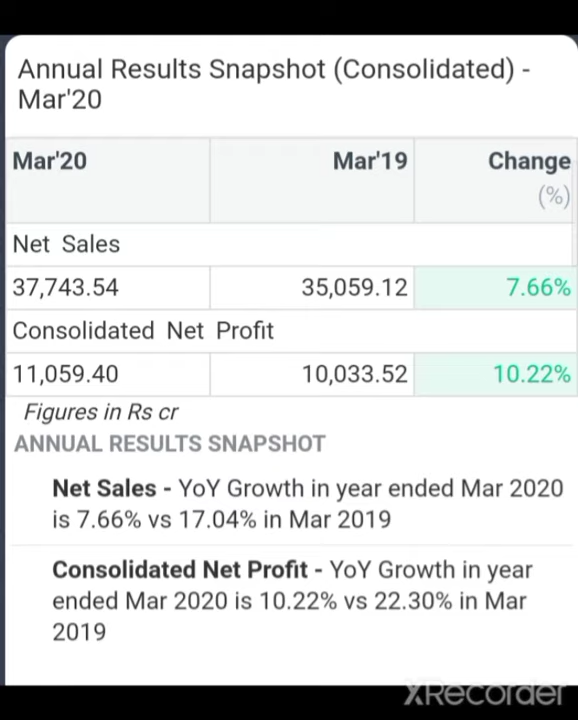 Annual Results Snapshot (Consolidated) -
Mar'20
Mar'20 Mar'19 Change
(%)
Net Sales
37,743.54 35,059.12 7.66%
Consolidated Net Profit
11,059.40 10,033.52 10.22%
Figures in Rs cr
ANNUAL RESULTS SNAPSHOT
Net Sales - YoY Growth in year ended Mar 2020
is 7.66% vs 17.04% in Mar 2019
Consolidated Net Profit - YoY Growth in year
ended Mar 2020 is 10.22% vs 22.30% in Mar
2019
XRecorder